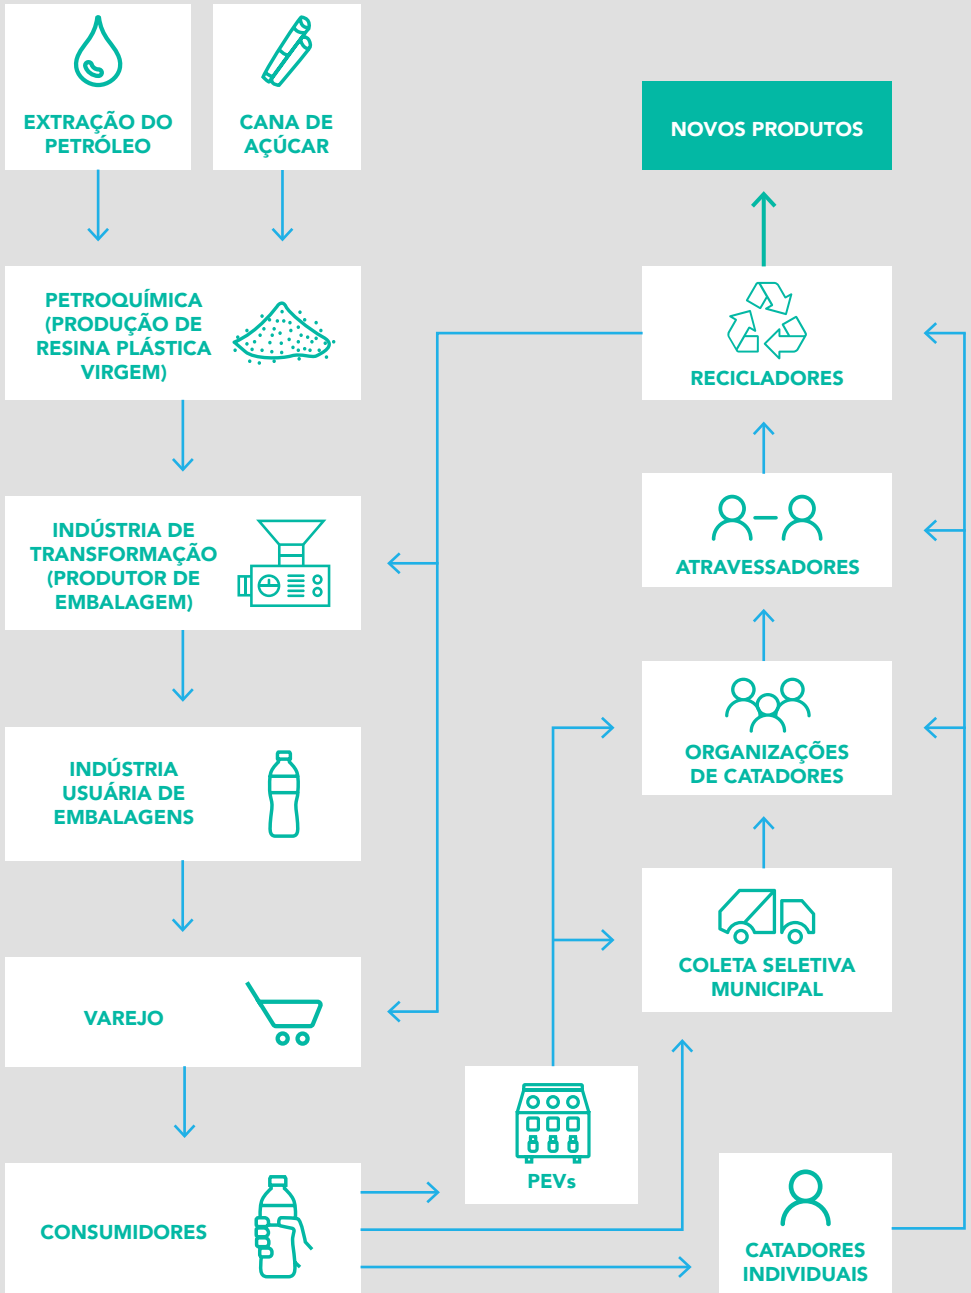 EXTRAÇÃO DO
PETRÓLEO
CANA DE
AÇÚCAR
NOVOS PRODUTOS
PETROQUÍMICA
(PRODUÇÃO DE
RESINA PLÁSTICA
VIRGEM)
RECICLADORES
INDÚSTRIA DE
TRANSFORMAÇÃO
(PRODUTOR DE
EMBALAGEM)
ATRAVESSADORES
ORGANIZAÇÕES
DE CATADORES
INDÚSTRIA
USUÁRIA DE
EMBALAGENS
COLETA SELETIVA
MUNICIPAL
VAREJO
PEVs
CONSUMIDORES
CATADORES
INDIVIDUAIS